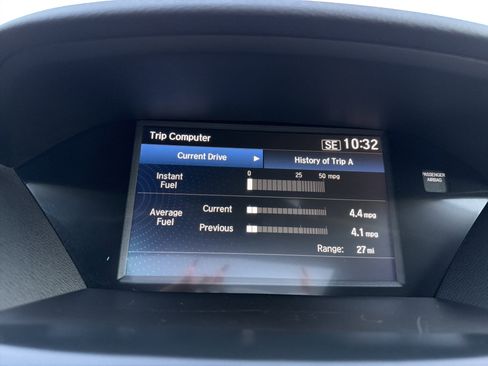 Trip Computer SE 10:32
Current Drive History of Trip A
Instant Fuel 0 25 50 mpg
Average Fuel
Current 4.4 mpg
Previous 4.1 mpg
Range: 27 mi
PASSENGER
AIRBAG